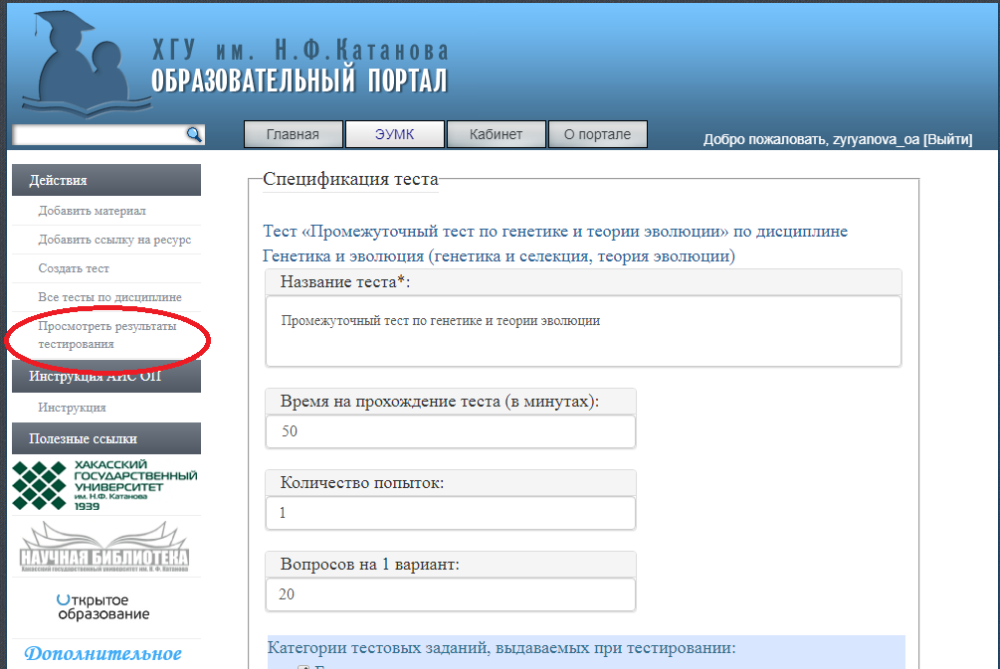 ХГУ им. Н.Ф.Катанова
ОБРАЗОВАТЕЛЬНЫЙ ПОРТАЛ
Главная
ЭУМК
Кабинет
О портале
Добро пожаловать, zyryanova_oa [Выйти]
Действия
Добавить материал
Добавить ссылку на ресурс
Создать тест
Все тесты по дисциплине
Просмотреть результаты
тестирования
Инструкция АИС ОП
Инструкция
Полезные ссылки
ХАКАССКИЙ
ГОСУДАРСТВЕННЫЙ
УНИВЕРСИТЕТ
им. Н.Ф. Катанова
1939
НАУЧНАЯ БИБЛИОТЕКА
Хакасский государственный университет им. Н. Ф. Катанова
Открытое
образование
Дополнительное
Спецификация теста
Тест «Промежуточный тест по генетике и теории эволюции» по дисциплине
Генетика и эволюция (генетика и селекция, теория эволюции)
Название теста*:
Промежуточный тест по генетике и теории эволюции
Время на прохождение теста (в минутах):
50
Количество попыток:
1
Вопросов на 1 вариант:
20
Категории тестовых заданий, выдаваемых при тестировании: